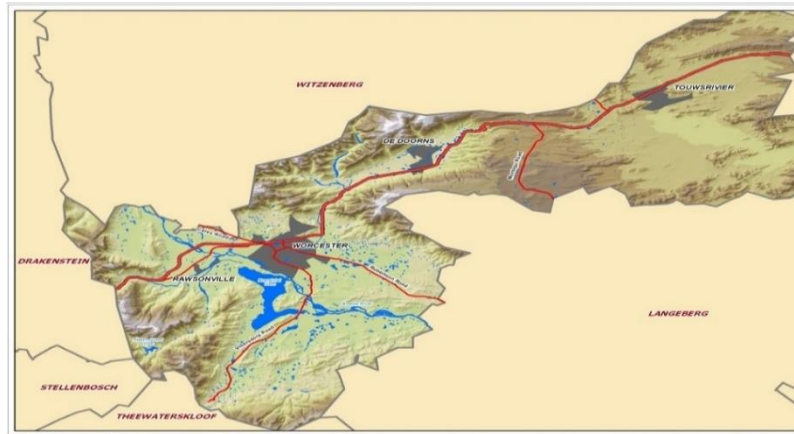 WITZENBERG
TOUWSRIVIER
DE DOORNS
WORCESTER
DRAKENSTEIN
RAWSONVILLE
LANGEBERG
STELLENBOSCH
THEEWATERSKLOOF